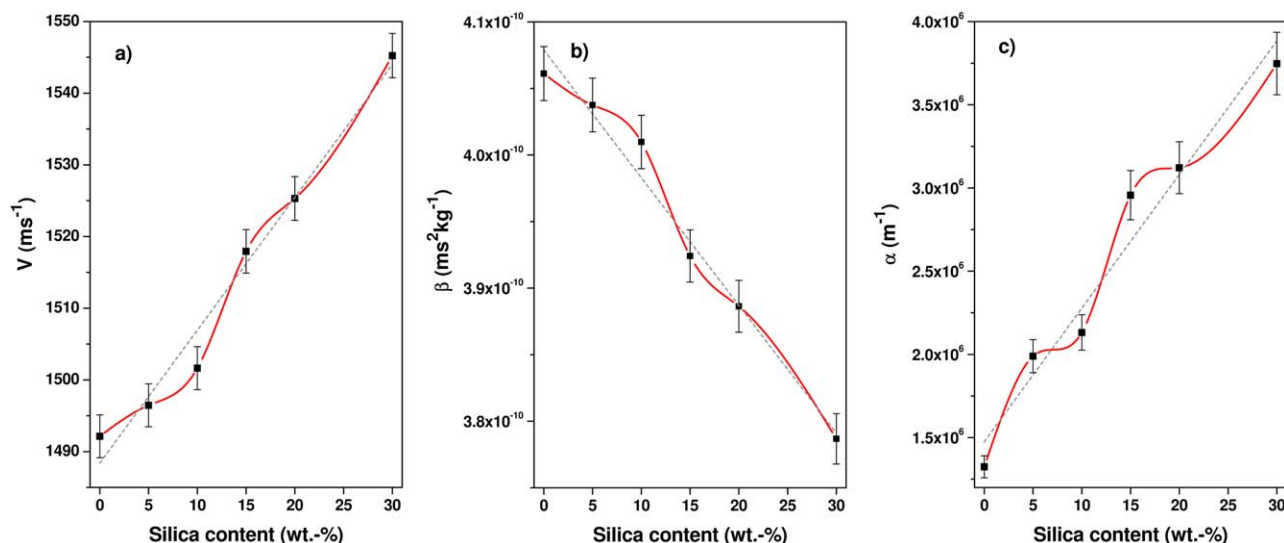 a)
V (ms⁻¹)
1550
1540
1530
1520
1510
1500
1490
0 5 10 15 20 25 30
Silica content (wt.-%)
b)
β (ms²kg⁻¹)
4.1x10⁻¹⁰
4.0x10⁻¹⁰
3.9x10⁻¹⁰
3.8x10⁻¹⁰
0 5 10 15 20 25 30
Silica content (wt.-%)
c)
α (m⁻¹)
4.0x10⁶
3.5x10⁶
3.0x10⁶
2.5x10⁶
2.0x10⁶
1.5x10⁶
0 5 10 15 20 25 30
Silica content (wt.-%)